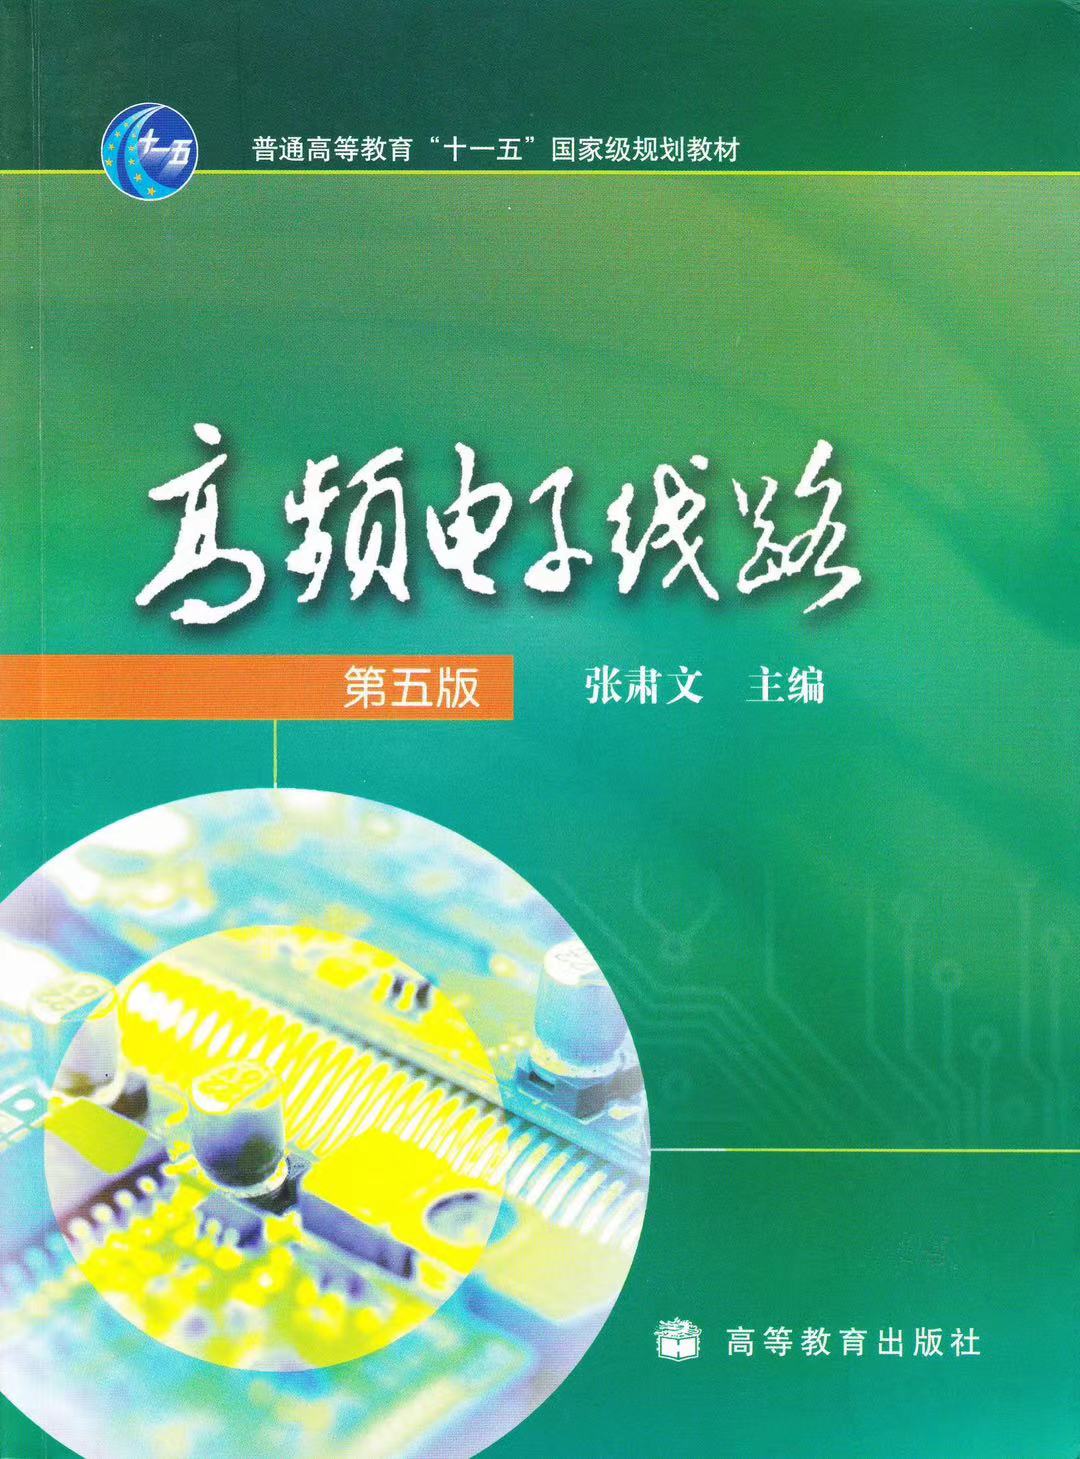 十一五
普通高等教育“十一五”国家级规划教材
高频电子线路
第五版
张肃文 主编
高等教育出版社